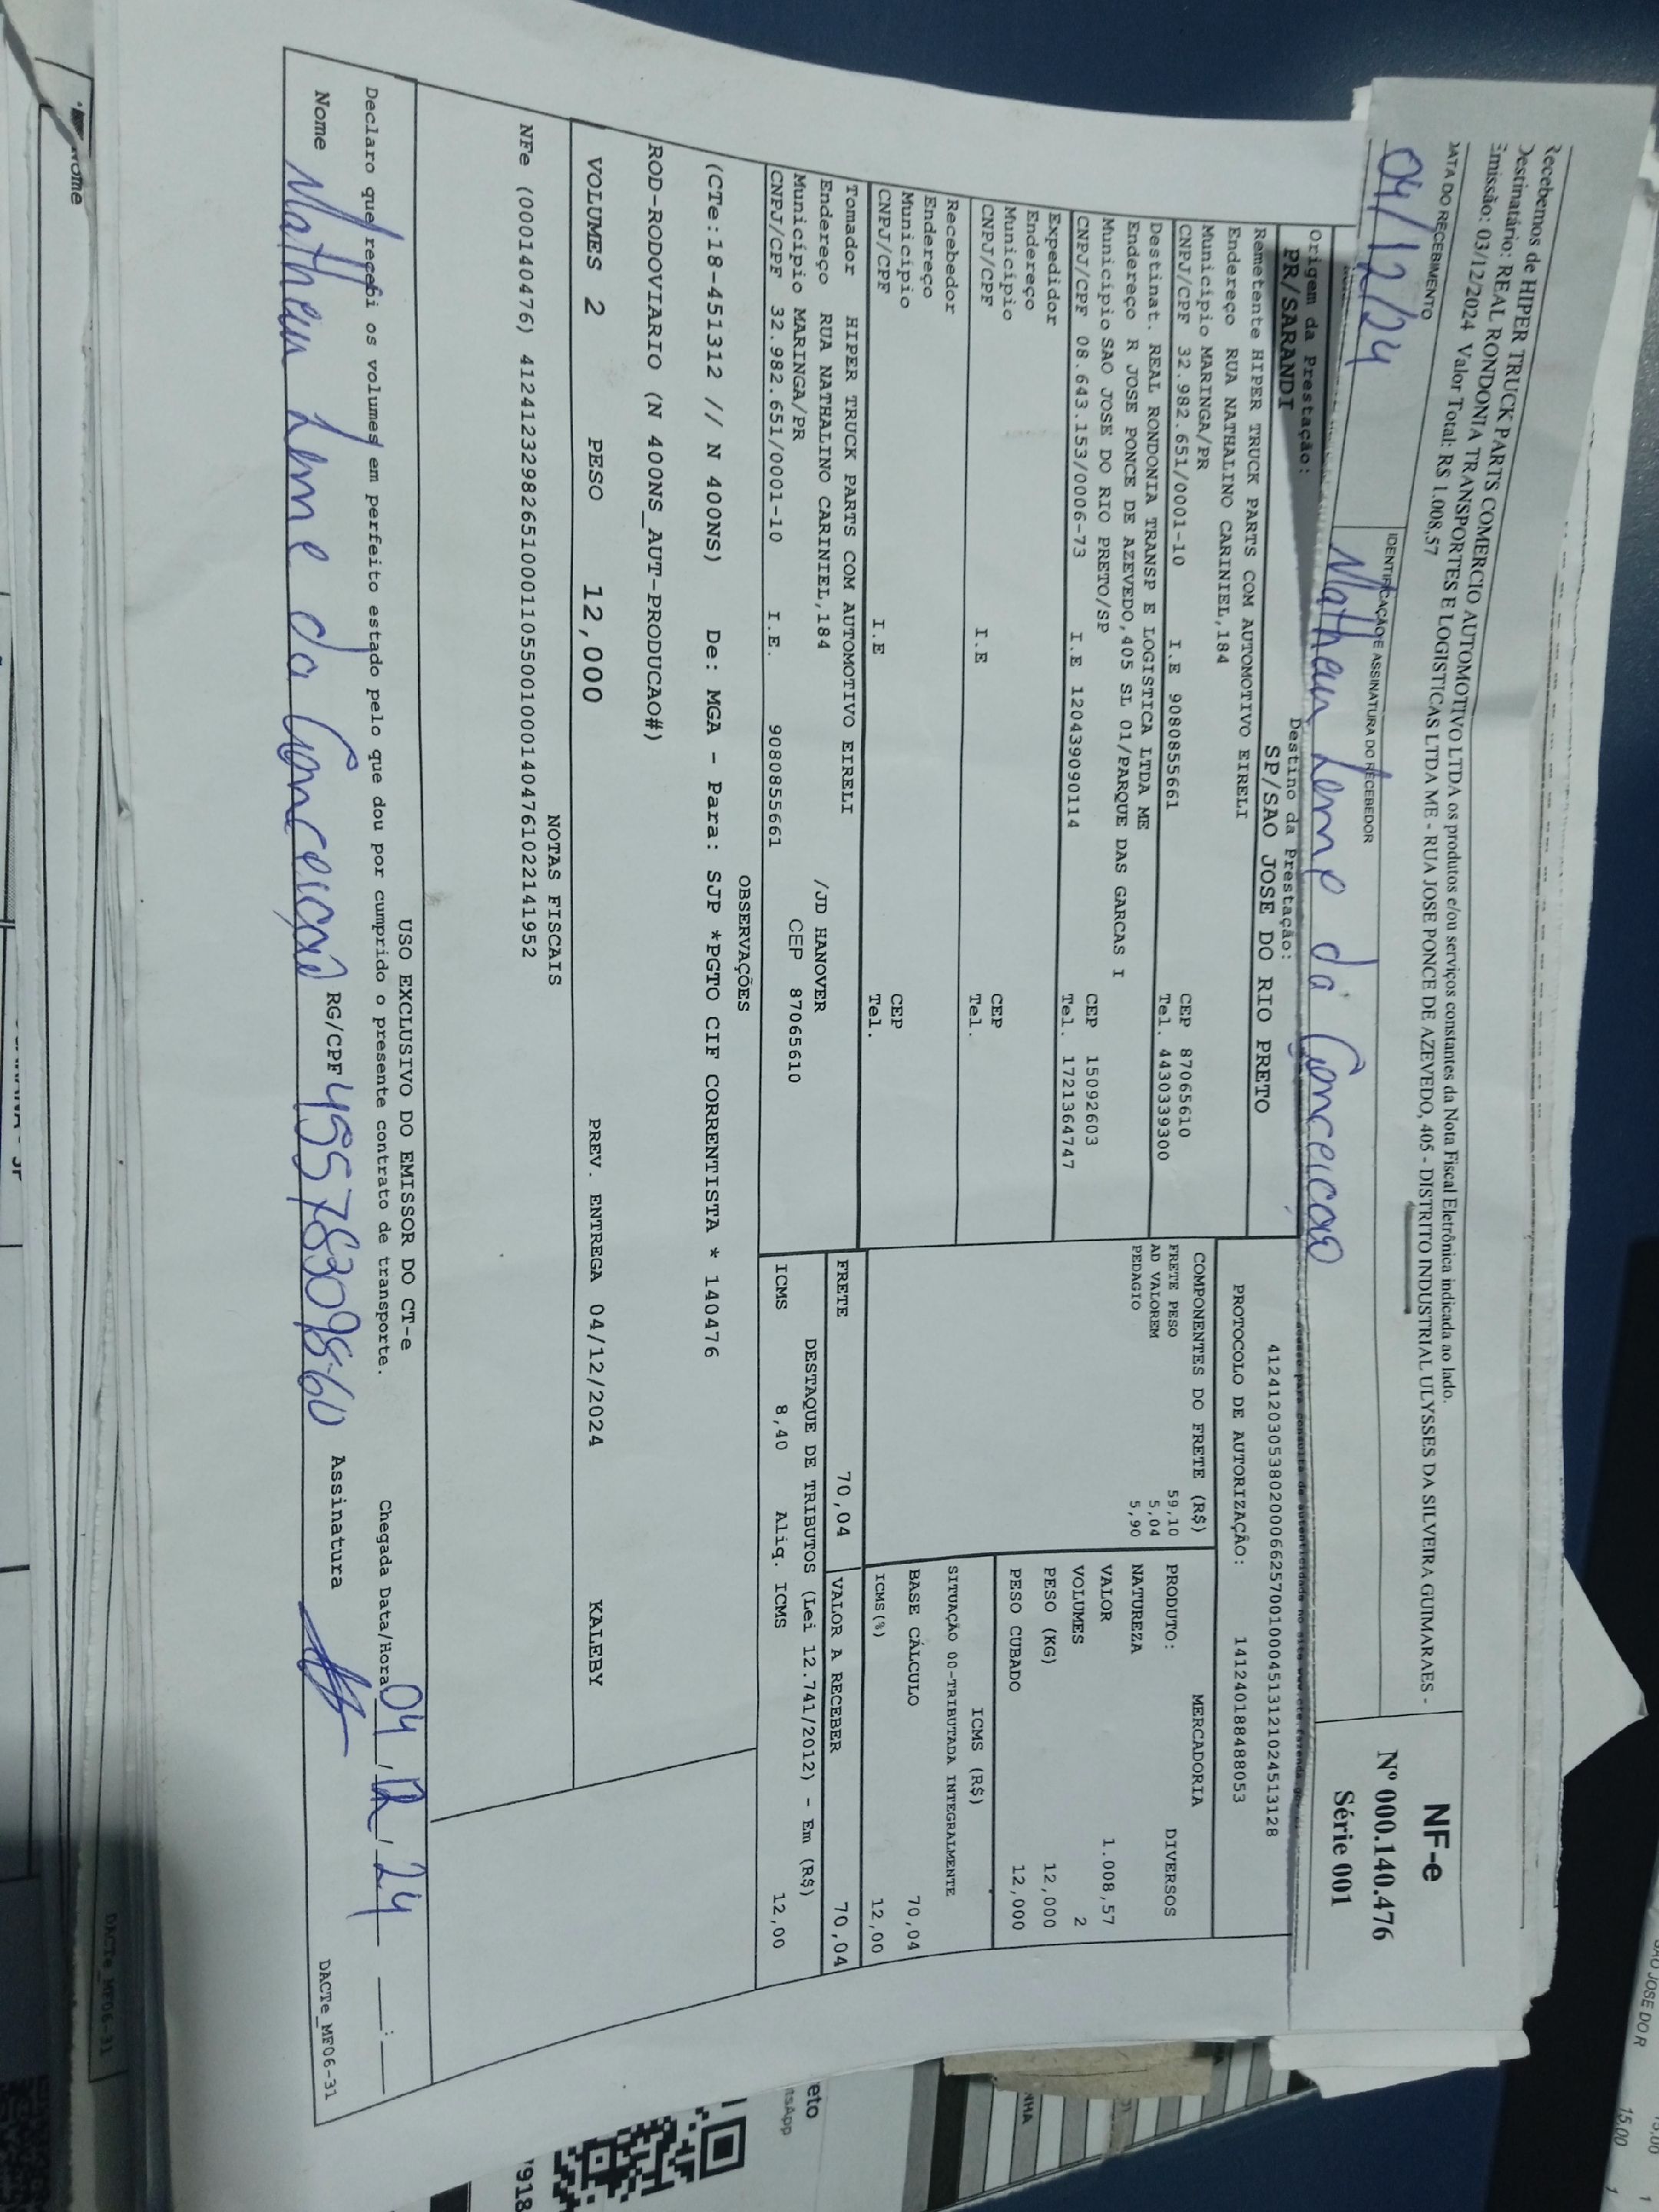 Recebemos de HIPER TRUCK PARTS COMERCIO AUTOMOTIVO LTDA os produtos e/ou serviços constantes da Nota Fiscal Eletrônica indicada ao lado.
Destinatário: REAL RONDONIA TRANSPORTES E LOGISTICAS LTDA ME - RUA JOSE PONCE DE AZEVEDO, 405 - DISTRITO INDUSTRIAL ULYSSES DA SILVEIRA GUIMARAES -
Emissão: 03/12/2024 Valor Total: R$ 1.008,57
NF-e
Nº 000.140.476
Série 001
DATA DO RECEBIMENTO
IDENTIFICAÇÃO E ASSINATURA DO RECEBEDOR
04/12/24
Matheus Leme da Conceicao
Origem da Prestação:
PR/SARANDI
Destino da Prestação:
SP/SAO JOSE DO RIO PRETO
41241203053802000662570010004513121024513128
PROTOCOLO DE AUTORIZAÇÃO: 141240188488053
Remetente HIPER TRUCK PARTS COM AUTOMOTIVO EIRELI
Endereço RUA NATHALINO CARINIEL,184
Município MARINGA/PR CEP 87065610
CNPJ/CPF 32.982.651/0001-10 I.E 9080855661 Tel. 443033930​0
Destinat. REAL RONDONIA TRANSP E LOGISTICA LTDA ME
Endereço R JOSE PONCE DE AZEVEDO,405 SL 01/PARQUE DAS GARCAS I
Município SAO JOSE DO RIO PRETO/SP CEP 15092603
CNPJ/CPF 08.643.153/0006-73 I.E 120439090114 Tel. 1721364747
Expedidor
Endereço
Município CEP
CNPJ/CPF I.E Tel.
Recebedor
Endereço
Município CEP
CNPJ/CPF I.E Tel.
Tomador HIPER TRUCK PARTS COM AUTOMOTIVO EIRELI
Endereço RUA NATHALINO CARINIEL,184 /JD HANOVER
Município MARINGA/PR CEP 87065610
CNPJ/CPF 32.982.651/0001-10 I.E. 9080855661
COMPONENTES DO FRETE (R$)
FRETE PESO 59,10
AD VALOREM 5,04
PEDAGIO 5,90
MERCADORIA
PRODUTO: DIVERSOS
NATUREZA
VALOR 1.008,57
VOLUMES 2
PESO (KG) 12,000
PESO CUBADO 12,000
ICMS (R$)
SITUAÇÃO 00-TRIBUTADA INTEGRALMENTE
BASE CÁLCULO 70,04
ICMS(%) 12,00
FRETE 70,04 VALOR A RECEBER 70,04
DESTAQUE DE TRIBUTOS (Lei 12.741/2012) - Em (R$)
ICMS 8,40 Aliq. ICMS 12,00
OBSERVAÇÕES
(CTe:18-451312 // N 400NS) De: MGA - Para: SJP *PGTO CIF CORRENTISTA * 140476
ROD-RODOVIARIO (N 400NS_AUT-PRODUCAO#)
VOLUMES 2 PESO 12,000 PREV. ENTREGA 04/12/2024 KALEBY
NOTAS FISCAIS
NFe (000140476) 41241232982651000110550010001404761022141952
USO EXCLUSIVO DO EMISSOR DO CT-e
Declaro que recebi os volumes em perfeito estado pelo que dou por cumprido o presente contrato de transporte. Chegada Data/Hora 04/12/24 __:__
Nome Matheus Leme da Conceição RG/CPF 45578309860 Assinatura
DACTe_MF06-31
Nome
DACTe_MF06-31
eto
tsApp
918
15,00